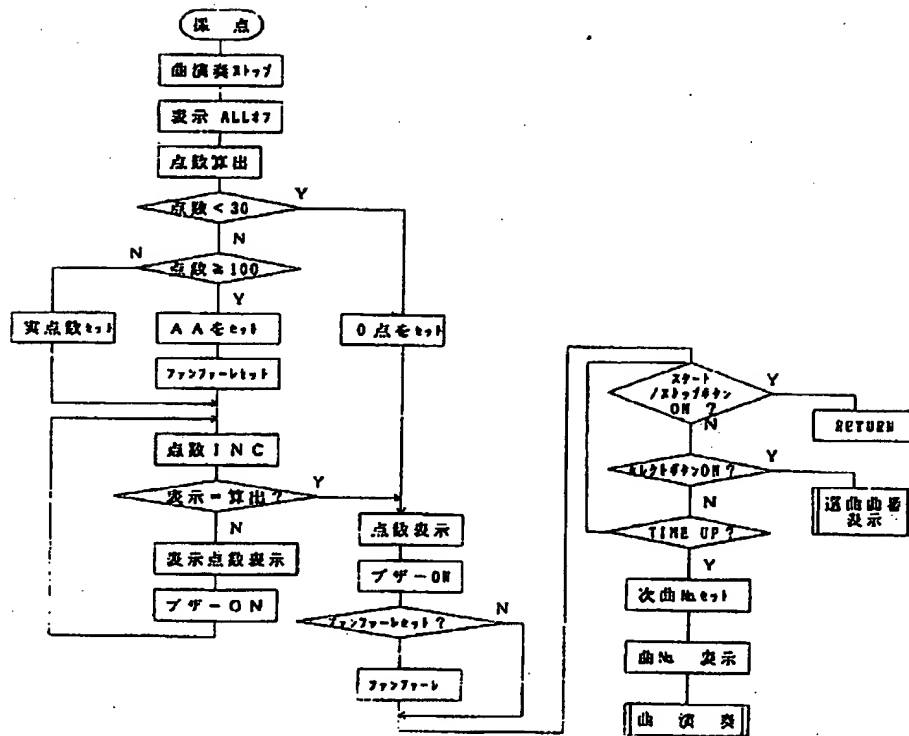 採 点
曲演奏ストップ
表示 ALLオフ
点数算出
点数 < 30
Y
N
点数 ≧ 100
N
Y
実点数セット
AAをセット
ファンファーレセット
0点をセット
点数INC
表示=算出?
Y
N
表示点数表示
ブザーON
点数表示
ブザーON
ファンファーレセット?
N
ファンファーレ
スタート
/ストップボタン
ON ?
Y
N
RETURN
セレクトボタンON?
Y
N
選曲曲番
表示
TIME UP?
Y
次曲№セット
曲№ 表示
曲 演 奏